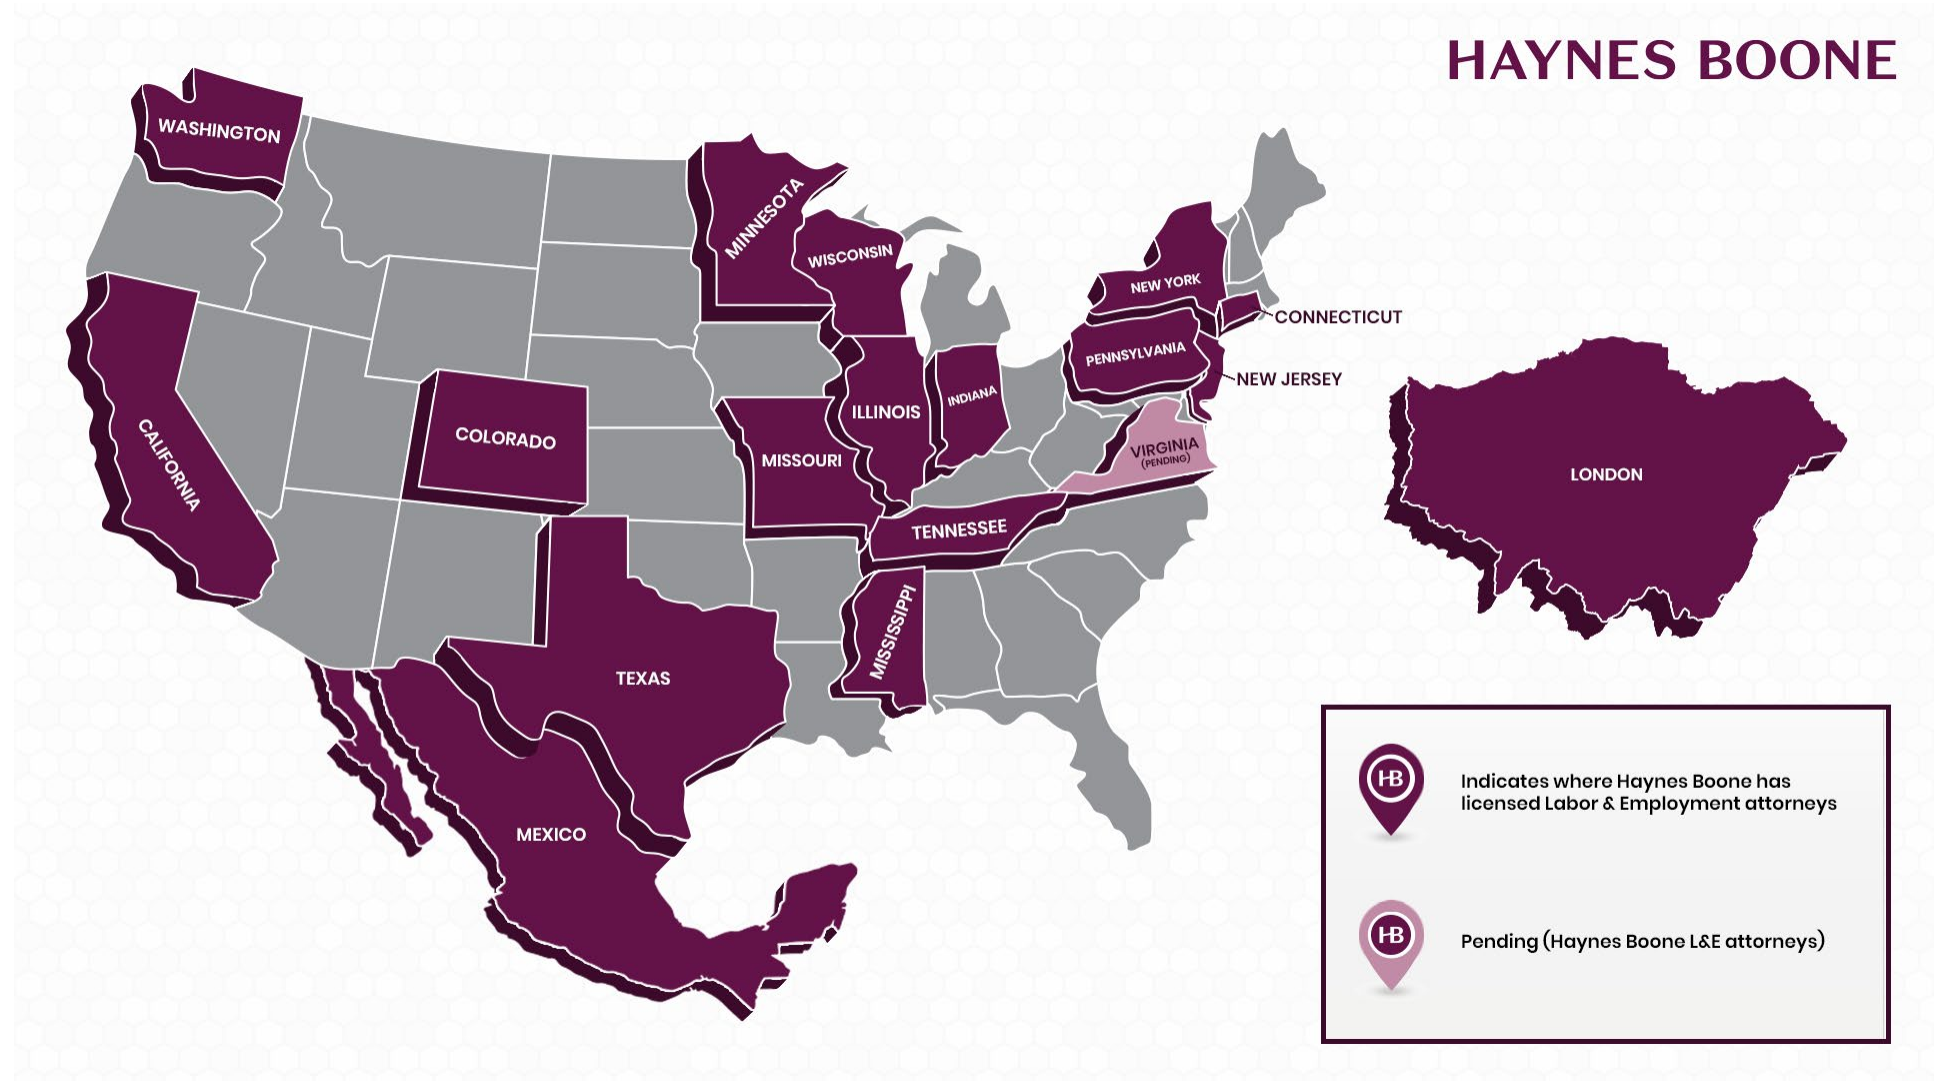 HAYNES BOONE
WASHINGTON
MINNESOTA
WISCONSIN
NEW YORK
CONNECTICUT
PENNSYLVANIA
NEW JERSEY
CALIFORNIA
COLORADO
MISSOURI
ILLINOIS
INDIANA
VIRGINIA
(PENDING)
LONDON
TENNESSEE
MISSISSIPPI
TEXAS
MEXICO
HB
Indicates where Haynes Boone has
licensed Labor & Employment attorneys
HB
Pending (Haynes Boone L&E attorneys)